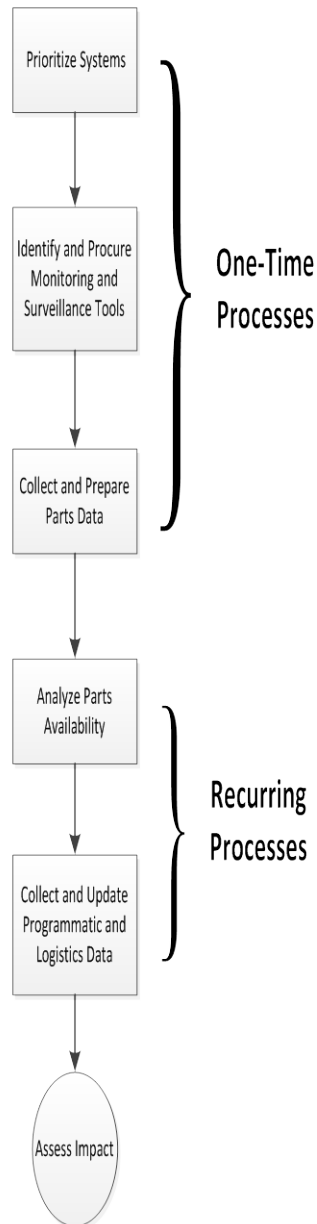 Prioritize Systems
Identify and Procure
Monitoring and
Surveillance Tools
Collect and Prepare
Parts Data
One-Time
Processes
Analyze Parts
Availability
Collect and Update
Programmatic and
Logistics Data
Recurring
Processes
Assess Impact